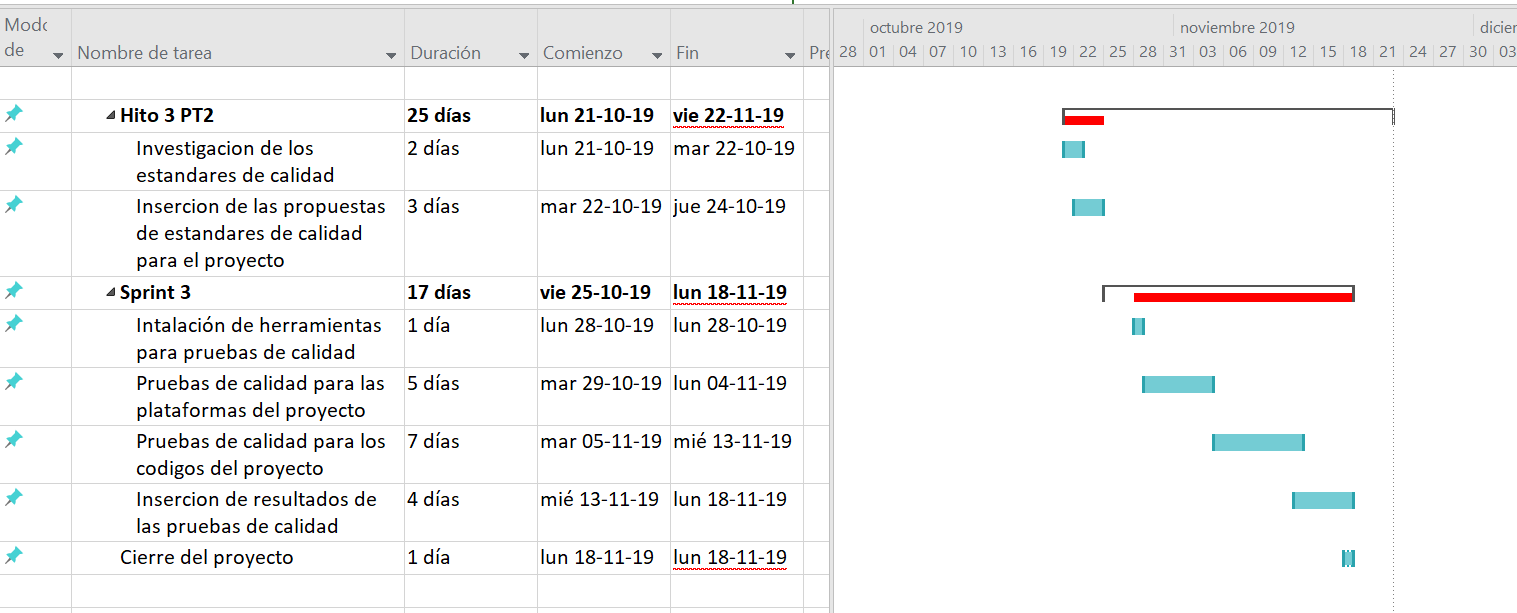 Modo de
Nombre de tarea
Duración
Comienzo
Fin
octubre 2019
noviembre 2019
28 01 04 07 10 13 16 19 22 25 28 31 03 06 09 12 15 18 21 24 27 30 03
Hito 3 PT2 25 días lun 21-10-19 vie 22-11-19
Investigacion de los 2 días lun 21-10-19 mar 22-10-19
estandares de calidad
Insercion de las propuestas 3 días mar 22-10-19 jue 24-10-19
de estandares de calidad
para el proyecto
Sprint 3 17 días vie 25-10-19 lun 18-11-19
Intalación de herramientas 1 día lun 28-10-19 lun 28-10-19
para pruebas de calidad
Pruebas de calidad para las 5 días mar 29-10-19 lun 04-11-19
plataformas del proyecto
Pruebas de calidad para los 7 días mar 05-11-19 mié 13-11-19
codigos del proyecto
Insercion de resultados de 4 días mié 13-11-19 lun 18-11-19
las pruebas de calidad
Cierre del proyecto 1 día lun 18-11-19 lun 18-11-19